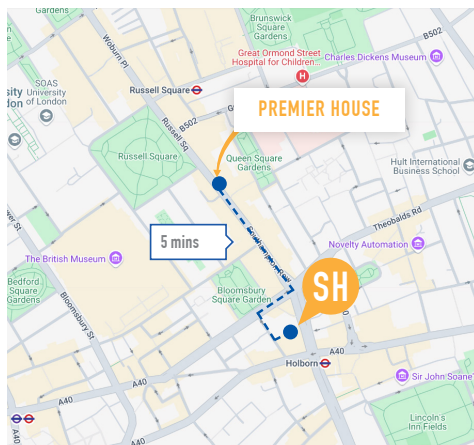 Gardens
Brunswick
Square
Gardens
B502
Woburn Pl
Great Ormond Street
Hospital for Children...
Charles Dickens Museum
SOAS
University
of London
Russell Square
B502
PREMIER HOUSE
Russell Sq
Russell Square
Queen Square
Gardens
Hult International
Business School
Theobalds Rd
5 mins
Southampton Row
Novelty Automation
The British Museum
Bedford
Square
Gardens
Bloomsbury
Square Garden
SH
Bloomsbury St
A40
Holborn
A40
Sir John Soane
A40
Lincoln's
Inn Fields